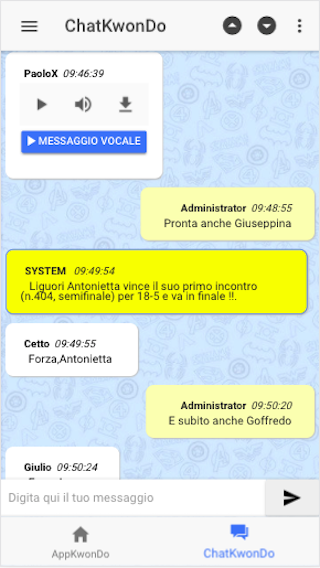 ChatKwonDo
PaoloX 09:46:39
MESSAGGIO VOCALE
Administrator 09:48:55
Pronta anche Giuseppina
SYSTEM 09:49:54
Liguori Antonietta vince il suo primo incontro
(n.404, semifinale) per 18-5 e va in finale !!.
Cetto 09:49:55
Forza,Antonietta
Administrator 09:50:20
E subito anche Goffredo
Giulio 09:50:24
Digita qui il tuo messaggio
AppKwonDo
ChatKwonDo